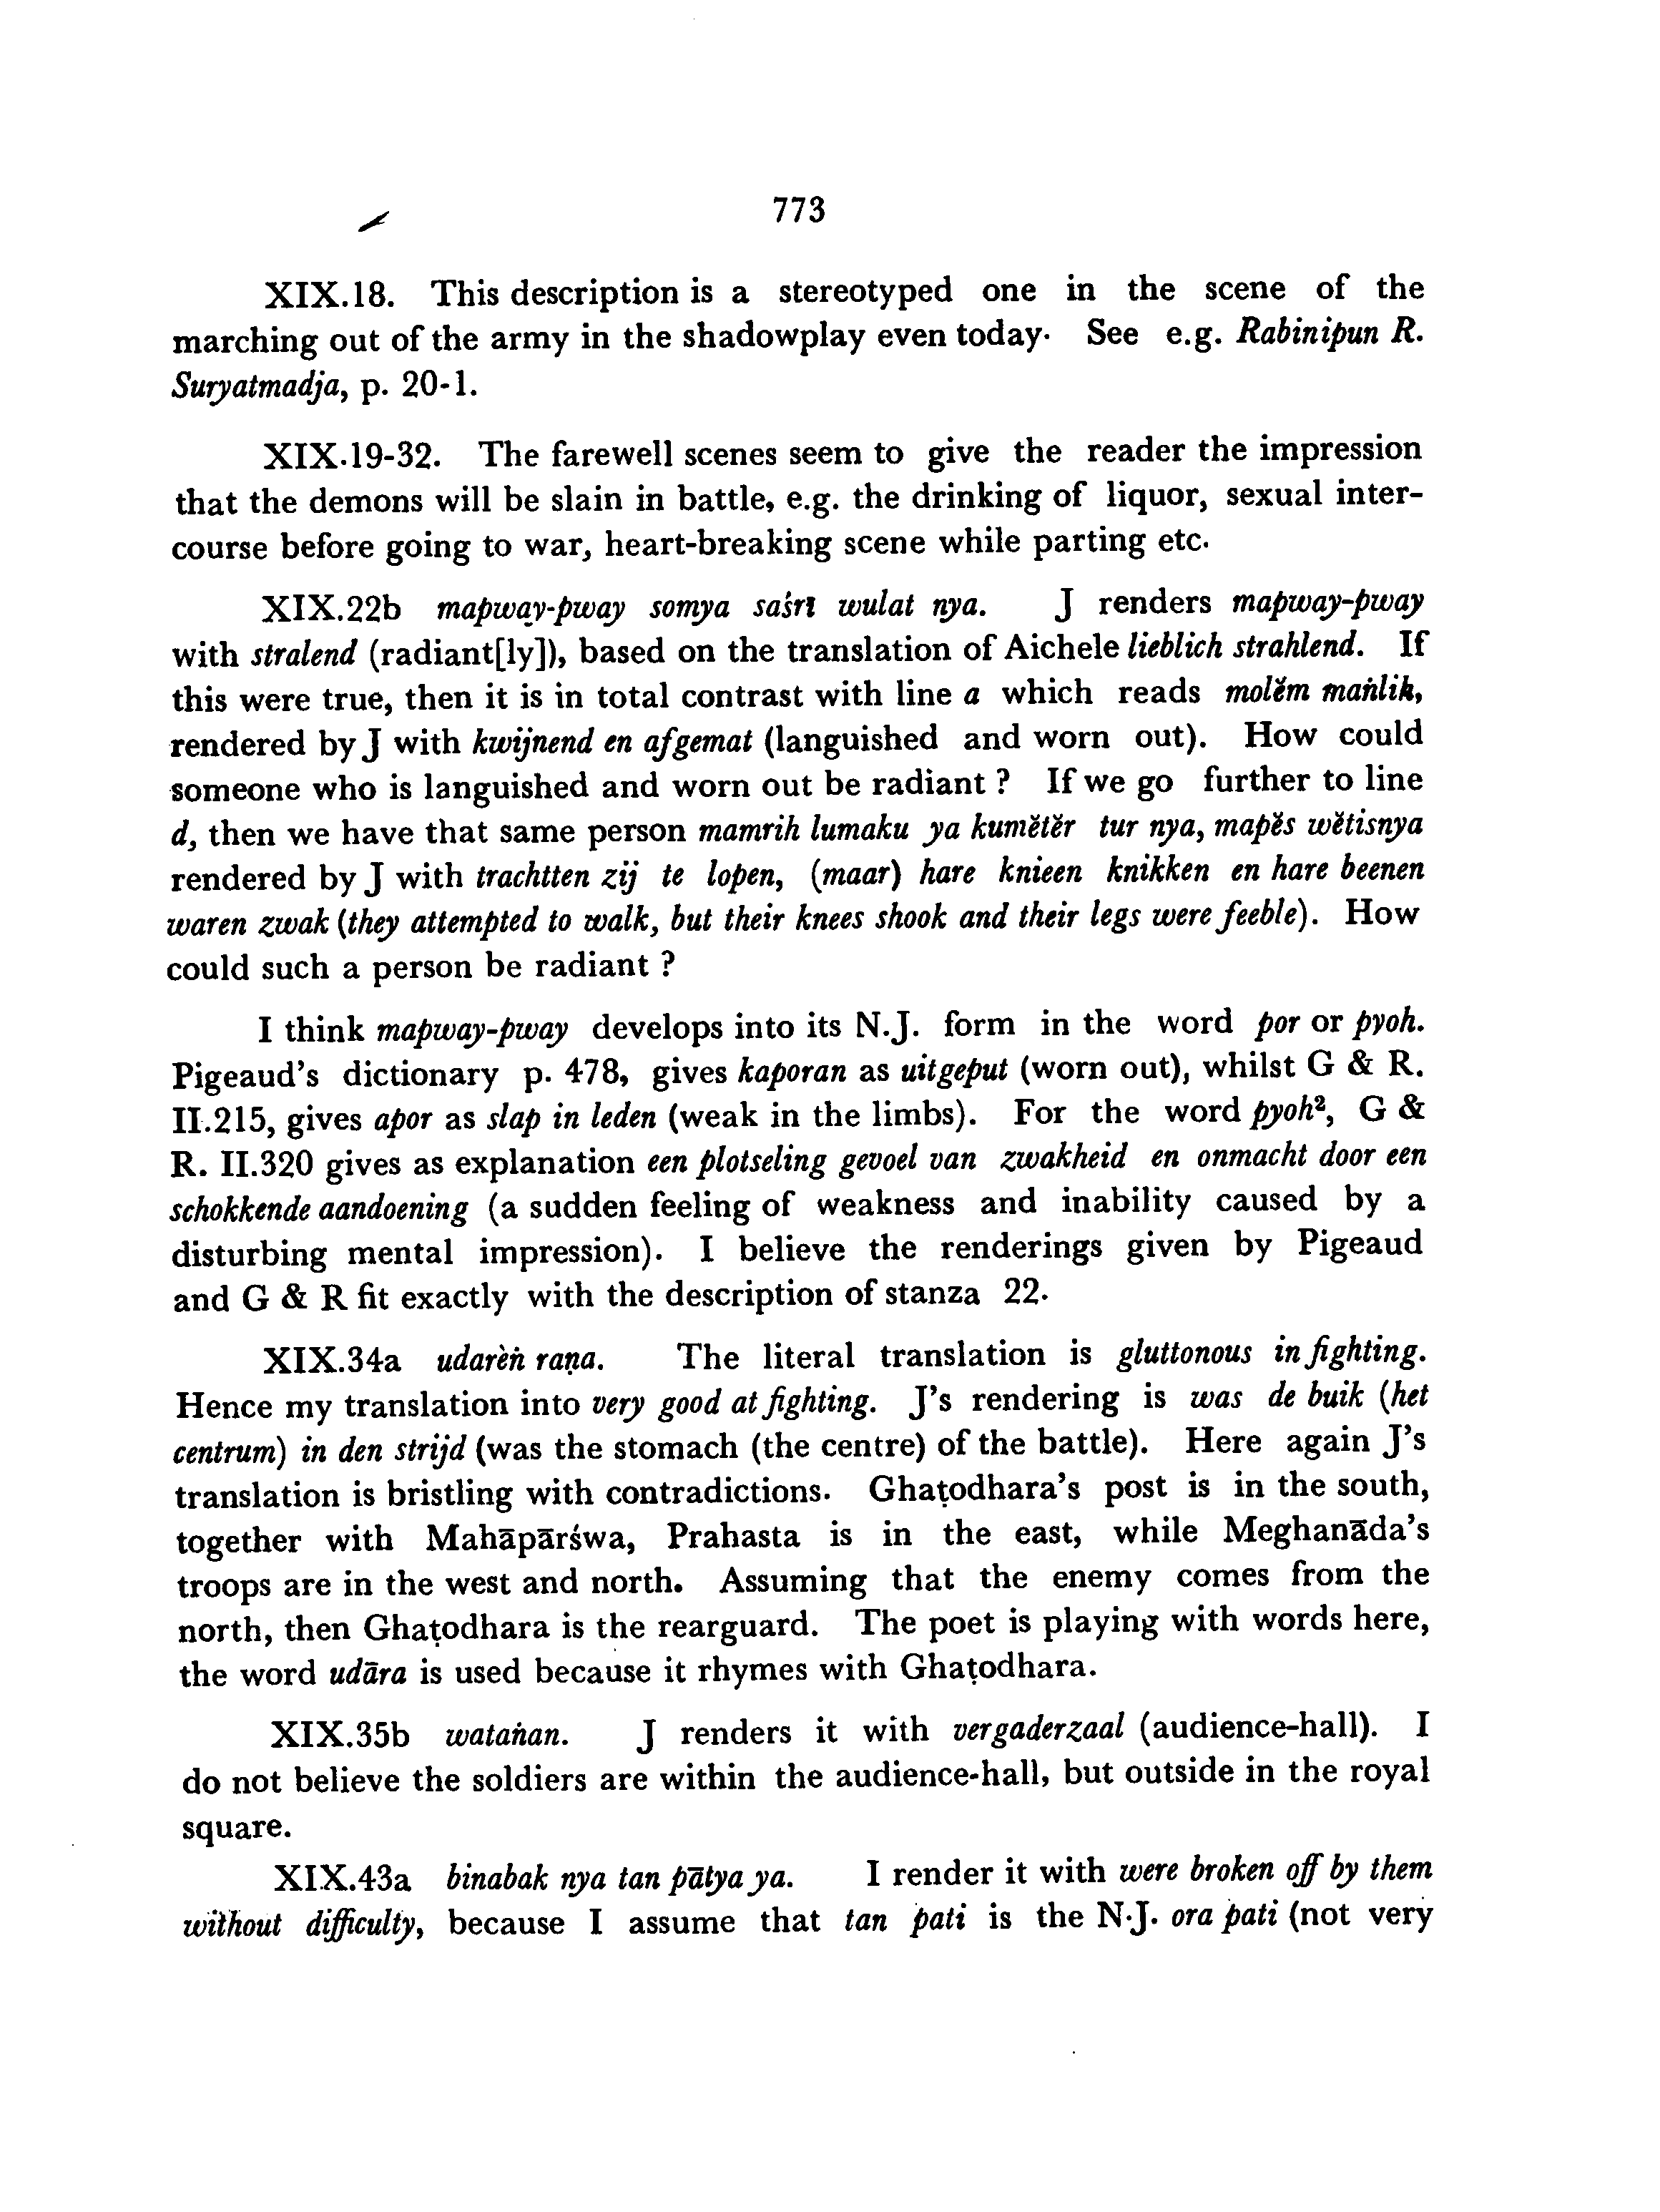 773
XIX.18. This description is a stereotyped one in the scene of the
marching out of the army in the shadowplay even today. See e.g. Rabinipun R.
Suryatmadja, p. 20-1.
XIX.19-32. The farewell scenes seem to give the reader the impression
that the demons will be slain in battle, e.g. the drinking of liquor, sexual inter-
course before going to war, heart-breaking scene while parting etc.
XIX.22b mapway-pway somya saśrī wulat nya. J renders mapway-pway
with stralend (radiant[ly]), based on the translation of Aichele lieblich strahlend. If
this were true, then it is in total contrast with line a which reads molĕm maṅlih,
rendered by J with kwijnend en afgemat (languished and worn out). How could
someone who is languished and worn out be radiant ? If we go further to line
d, then we have that same person mamrih lumaku ya kumĕtĕr tur nya, mapĕs wĕtisnya
rendered by J with trachtten zij te lopen, (maar) hare knieen knikken en hare beenen
waren zwak (they attempted to walk, but their knees shook and their legs were feeble). How
could such a person be radiant ?
I think mapway-pway develops into its N.J. form in the word por or pyoh.
Pigeaud's dictionary p. 478, gives kaporan as uitgeput (worn out), whilst G & R.
II.215, gives apor as slap in leden (weak in the limbs). For the word pyoh², G &
R. II.320 gives as explanation een plotseling gevoel van zwakheid en onmacht door een
schokkende aandoening (a sudden feeling of weakness and inability caused by a
disturbing mental impression). I believe the renderings given by Pigeaud
and G & R fit exactly with the description of stanza 22.
XIX.34a udarèṅ raṇa. The literal translation is gluttonous in fighting.
Hence my translation into very good at fighting. J's rendering is was de buik (het
centrum) in den strijd (was the stomach (the centre) of the battle). Here again J's
translation is bristling with contradictions. Ghaṭodhara's post is in the south,
together with Mahāpārśwa, Prahasta is in the east, while Meghanāda's
troops are in the west and north. Assuming that the enemy comes from the
north, then Ghaṭodhara is the rearguard. The poet is playing with words here,
the word udāra is used because it rhymes with Ghaṭodhara.
XIX.35b wataṅan. J renders it with vergaderzaal (audience-hall). I
do not believe the soldiers are within the audience-hall, but outside in the royal
square.
XIX.43a binabak nya tan pātya ya. I render it with were broken off by them
without difficulty, because I assume that tan pati is the N.J. ora pati (not very